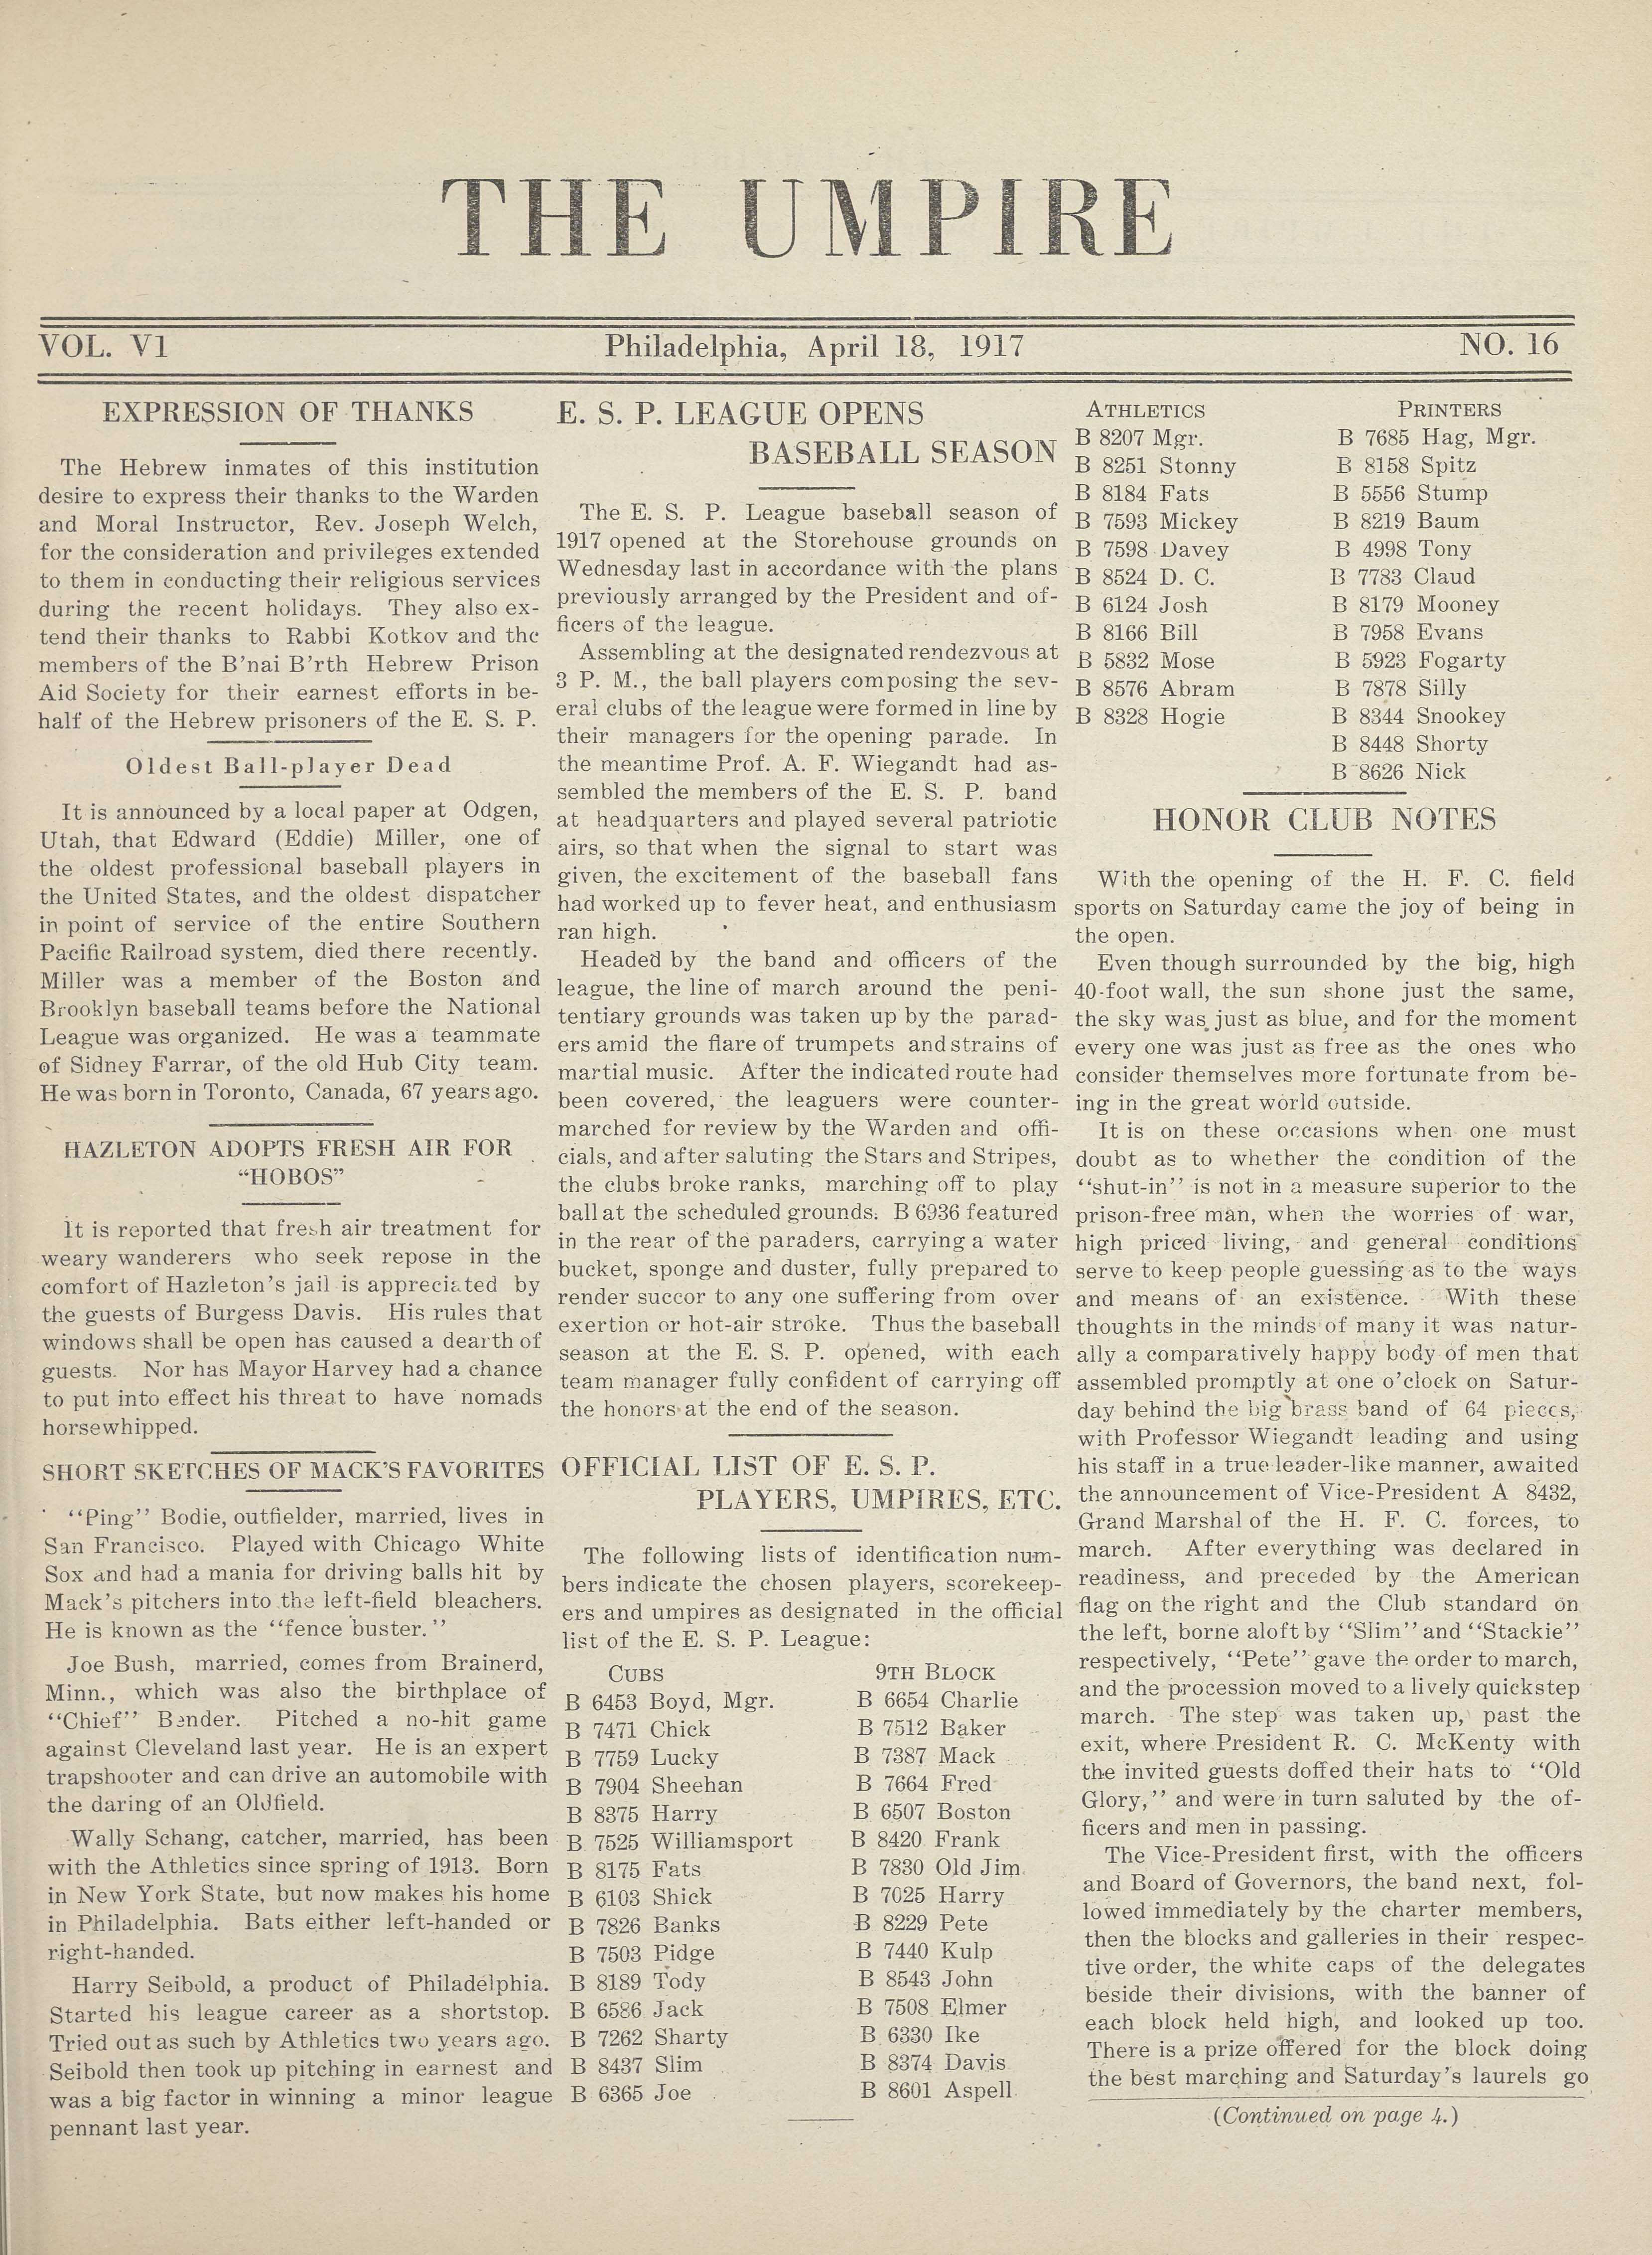 THE UMPIRE
VOL. V1
Philadelphia, April 18, 1917
NO. 16
EXPRESSION OF THANKS
The Hebrew inmates of this institution
desire to express their thanks to the Warden
and Moral Instructor, Rev. Joseph Welch,
for the consideration and privileges extended
to them in conducting their religious services
during the recent holidays. They also ex-
tend their thanks to Rabbi Kotkov and the
members of the B'nai B'rth Hebrew Prison
Aid Society for their earnest efforts in be-
half of the Hebrew prisoners of the E. S. P.
Oldest Ball-player Dead
It is announced by a local paper at Odgen,
Utah, that Edward (Eddie) Miller, one of
the oldest professional baseball players in
the United States, and the oldest dispatcher
in point of service of the entire Southern
Pacific Railroad system, died there recently.
Miller was a member of the Boston and
Brooklyn baseball teams before the National
League was organized. He was a teammate
of Sidney Farrar, of the old Hub City team.
He was born in Toronto, Canada, 67 years ago.
HAZLETON ADOPTS FRESH AIR FOR
“HOBOS”
It is reported that fresh air treatment for
weary wanderers who seek repose in the
comfort of Hazleton's jail is appreciated by
the guests of Burgess Davis. His rules that
windows shall be open has caused a dearth of
guests. Nor has Mayor Harvey had a chance
to put into effect his threat to have nomads
horsewhipped.
SHORT SKETCHES OF MACK'S FAVORITES
‘‘Ping’’ Bodie, outfielder, married, lives in
San Francisco. Played with Chicago White
Sox and had a mania for driving balls hit by
Mack's pitchers into the left-field bleachers.
He is known as the ‘‘fence buster.’’
Joe Bush, married, comes from Brainerd,
Minn., which was also the birthplace of
‘‘Chief’’ Bender. Pitched a no-hit game
against Cleveland last year. He is an expert
trapshooter and can drive an automobile with
the daring of an Oldfield.
Wally Schang, catcher, married, has been
with the Athletics since spring of 1913. Born
in New York State, but now makes his home
in Philadelphia. Bats either left-handed or
right-handed.
Harry Seibold, a product of Philadelphia.
Started his league career as a shortstop.
Tried out as such by Athletics two years ago.
Seibold then took up pitching in earnest and
was a big factor in winning a minor league
pennant last year.
E. S. P. LEAGUE OPENS
BASEBALL SEASON
The E. S. P. League baseball season of
1917 opened at the Storehouse grounds on
Wednesday last in accordance with the plans
previously arranged by the President and of-
ficers of the league.
Assembling at the designated rendezvous at
3 P. M., the ball players composing the sev-
eral clubs of the league were formed in line by
their managers for the opening parade. In
the meantime Prof. A. F. Wiegandt had as-
sembled the members of the E. S. P. band
at headquarters and played several patriotic
airs, so that when the signal to start was
given, the excitement of the baseball fans
had worked up to fever heat, and enthusiasm
ran high.
Headed by the band and officers of the
league, the line of march around the peni-
tentiary grounds was taken up by the parad-
ers amid the flare of trumpets and strains of
martial music. After the indicated route had
been covered, the leaguers were counter-
marched for review by the Warden and offi-
cials, and after saluting the Stars and Stripes,
the clubs broke ranks, marching off to play
ball at the scheduled grounds. B 6936 featured
in the rear of the paraders, carrying a water
bucket, sponge and duster, fully prepared to
render succor to any one suffering from over
exertion or hot-air stroke. Thus the baseball
season at the E. S. P. opened, with each
team manager fully confident of carrying off
the honors at the end of the season.
OFFICIAL LIST OF E. S. P.
PLAYERS, UMPIRES, ETC.
The following lists of identification num-
bers indicate the chosen players, scorekeep-
ers and umpires as designated in the official
list of the E. S. P. League:
CUBS
B 6453 Boyd, Mgr.
B 7471 Chick
B 7759 Lucky
B 7904 Sheehan
B 8375 Harry
B 7525 Williamsport
B 8175 Fats
B 6103 Shick
B 7826 Banks
B 7503 Pidge
B 8189 Tody
B 6586 Jack
B 7262 Sharty
B 8437 Slim
B 6365 Joe
9TH BLOCK
B 6654 Charlie
B 7512 Baker
B 7387 Mack
B 7664 Fred
B 6507 Boston
B 8420 Frank
B 7830 Old Jim
B 7025 Harry
B 8229 Pete
B 7440 Kulp
B 8543 John
B 7508 Elmer
B 6330 Ike
B 8374 Davis
B 8601 Aspell
ATHLETICS
B 8207 Mgr.
B 8251 Stonny
B 8184 Fats
B 7593 Mickey
B 7598 Davey
B 8524 D. C.
B 6124 Josh
B 8166 Bill
B 5832 Mose
B 8576 Abram
B 8328 Hogie
PRINTERS
B 7685 Hag, Mgr.
B 8158 Spitz
B 5556 Stump
B 8219 Baum
B 4998 Tony
B 7783 Claud
B 8179 Mooney
B 7958 Evans
B 5923 Fogarty
B 7878 Silly
B 8344 Snookey
B 8448 Shorty
B 8626 Nick
HONOR CLUB NOTES
With the opening of the H. F. C. field
sports on Saturday came the joy of being in
the open.
Even though surrounded by the big, high
40-foot wall, the sun shone just the same,
the sky was just as blue, and for the moment
every one was just as free as the ones who
consider themselves more fortunate from be-
ing in the great world outside.
It is on these occasions when one must
doubt as to whether the condition of the
‘‘shut-in’’ is not in a measure superior to the
prison-free man, when the worries of war,
high priced living, and general conditions
serve to keep people guessing as to the ways
and means of an existence. With these
thoughts in the minds of many it was natur-
ally a comparatively happy body of men that
assembled promptly at one o'clock on Satur-
day behind the big brass band of 64 pieces,
with Professor Wiegandt leading and using
his staff in a true leader-like manner, awaited
the announcement of Vice-President A 8432,
Grand Marshal of the H. F. C. forces, to
march. After everything was declared in
readiness, and preceded by the American
flag on the right and the Club standard on
the left, borne aloft by ‘‘Slim’’ and ‘‘Stackie’’
respectively, ‘‘Pete’’ gave the order to march,
and the procession moved to a lively quickstep
march. The step was taken up, past the
exit, where President R. C. McKenty with
the invited guests doffed their hats to ‘‘Old
Glory,’’ and were in turn saluted by the of-
ficers and men in passing.
The Vice-President first, with the officers
and Board of Governors, the band next, fol-
lowed immediately by the charter members,
then the blocks and galleries in their respec-
tive order, the white caps of the delegates
beside their divisions, with the banner of
each block held high, and looked up too.
There is a prize offered for the block doing
the best marching and Saturday's laurels go
(Continued on page 4.)